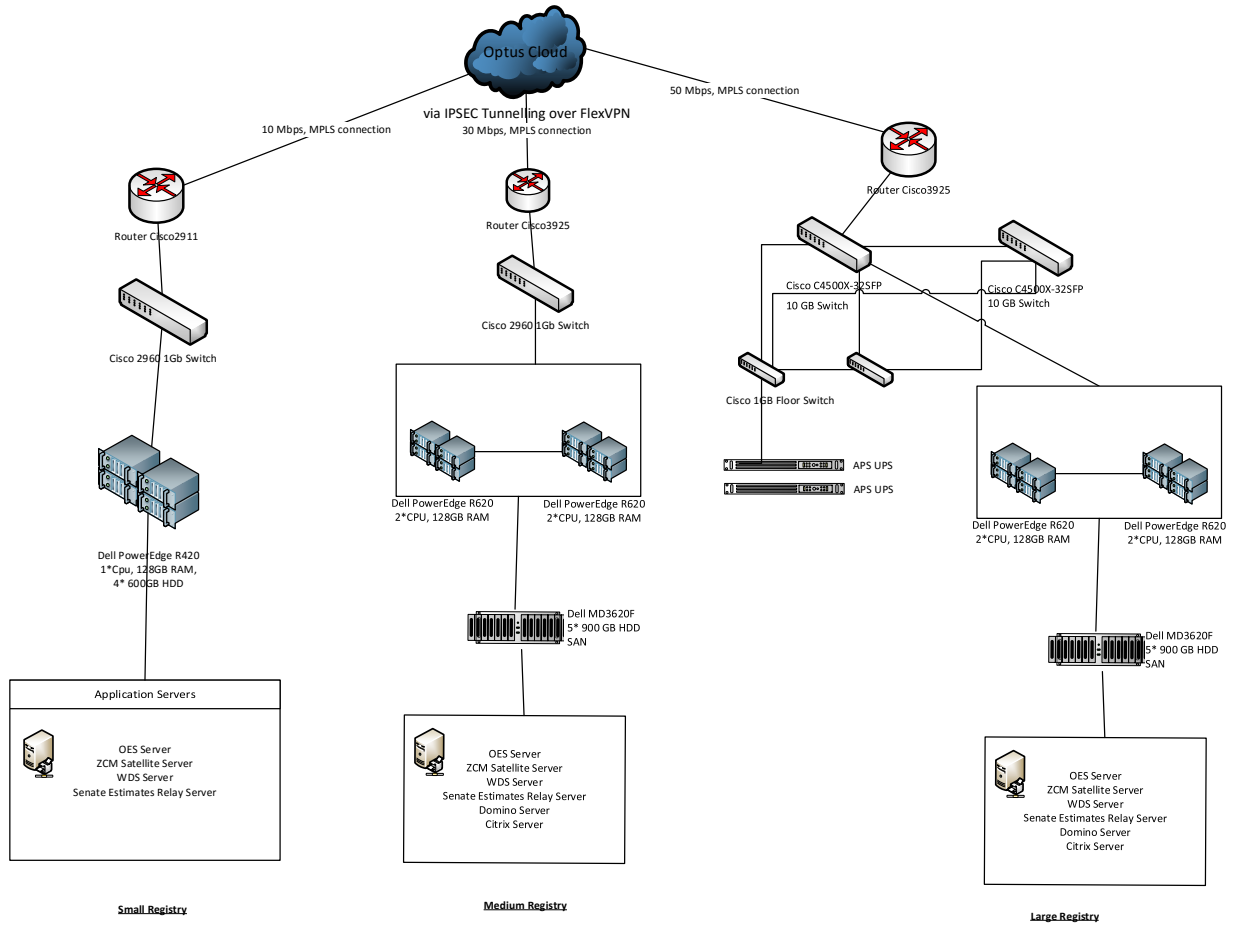 Optus Cloud
via IPSEC Tunnelling over FlexVPN
10 Mbps, MPLS connection
30 Mbps, MPLS connection
50 Mbps, MPLS connection
Router Cisco2911
Cisco 2960 1Gb Switch
Dell PowerEdge R420
1*Cpu, 128GB RAM,
4* 600GB HDD
Application Servers
OES Server
ZCM Satellite Server
WDS Server
Senate Estimates Relay Server
Small Registry
Router Cisco3925
Cisco 2960 1Gb Switch
Dell PowerEdge R620
2*CPU, 128GB RAM
Dell PowerEdge R620
2*CPU, 128GB RAM
Dell MD3620F
5* 900 GB HDD
SAN
OES Server
ZCM Satellite Server
WDS Server
Senate Estimates Relay Server
Domino Server
Citrix Server
Medium Registry
Router Cisco3925
Cisco C4500X-32SFP
10 GB Switch
Cisco C4500X-32SFP
10 GB Switch
Cisco 1GB Floor Switch
APS UPS
APS UPS
Dell PowerEdge R620
2*CPU, 128GB RAM
Dell PowerEdge R620
2*CPU, 128GB RAM
Dell MD3620F
5* 900 GB HDD
SAN
OES Server
ZCM Satellite Server
WDS Server
Senate Estimates Relay Server
Domino Server
Citrix Server
Large Registry